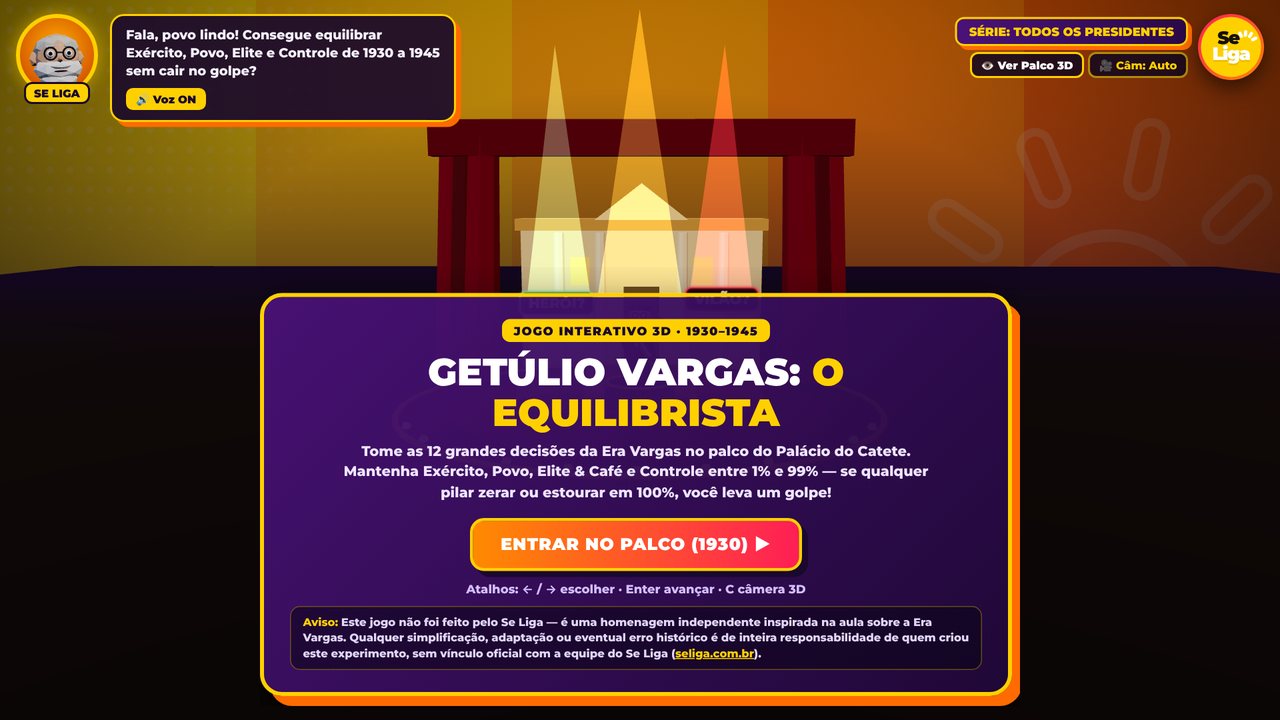 Fala, povo lindo! Consegue equilibrar
Exército, Povo, Elite e Controle de 1930 a 1945
sem cair no golpe?
🔊 Voz ON
SE LIGA
SÉRIE: TODOS OS PRESIDENTES
👁️ Ver Palco 3D
🎥 Câm: Auto
Se
Liga
JOGO INTERATIVO 3D • 1930–1945
GETÚLIO VARGAS: O
EQUILIBRISTA
Tome as 12 grandes decisões da Era Vargas no palco do Palácio do Catete.
Mantenha Exército, Povo, Elite & Café e Controle entre 1% e 99% — se qualquer
pilar zerar ou estourar em 100%, você leva um golpe!
ENTRAR NO PALCO (1930) ▶
Atalhos: ← / → escolher · Enter avançar · C câmera 3D
Aviso: Este jogo não foi feito pelo Se Liga — é uma homenagem independente inspirada na aula sobre a Era
Vargas. Qualquer simplificação, adaptação ou eventual erro histórico é de inteira responsabilidade de quem criou
este experimento, sem vínculo oficial com a equipe do Se Liga (seliga.com.br).